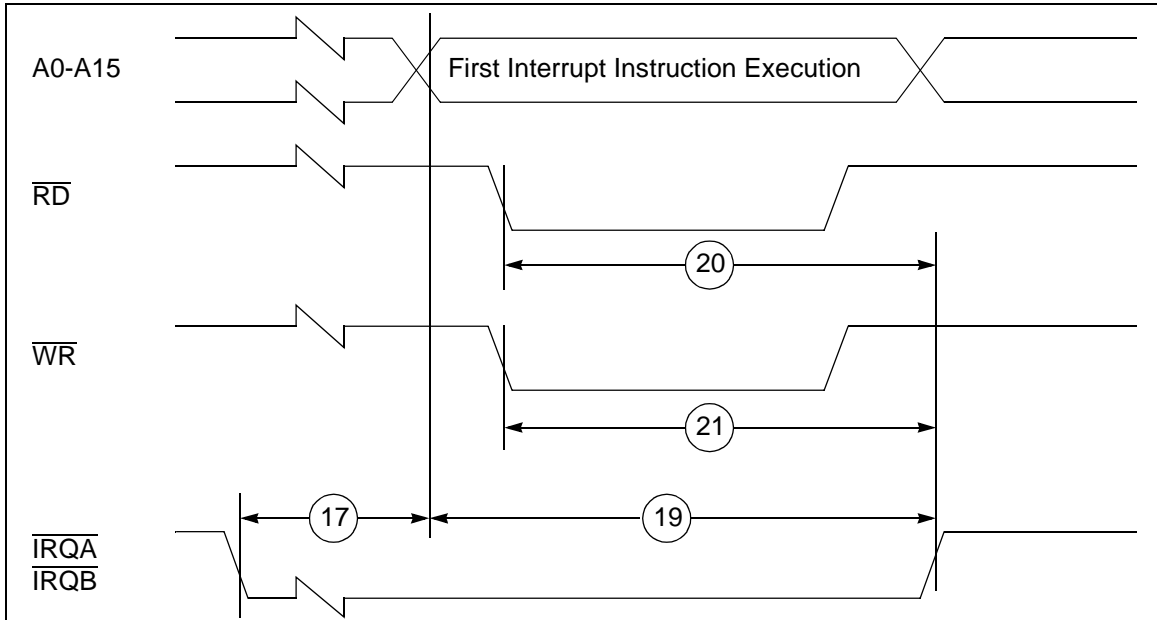 A0-A15
First Interrupt Instruction Execution
RD
20
WR
21
17
19
IRQA
IRQB